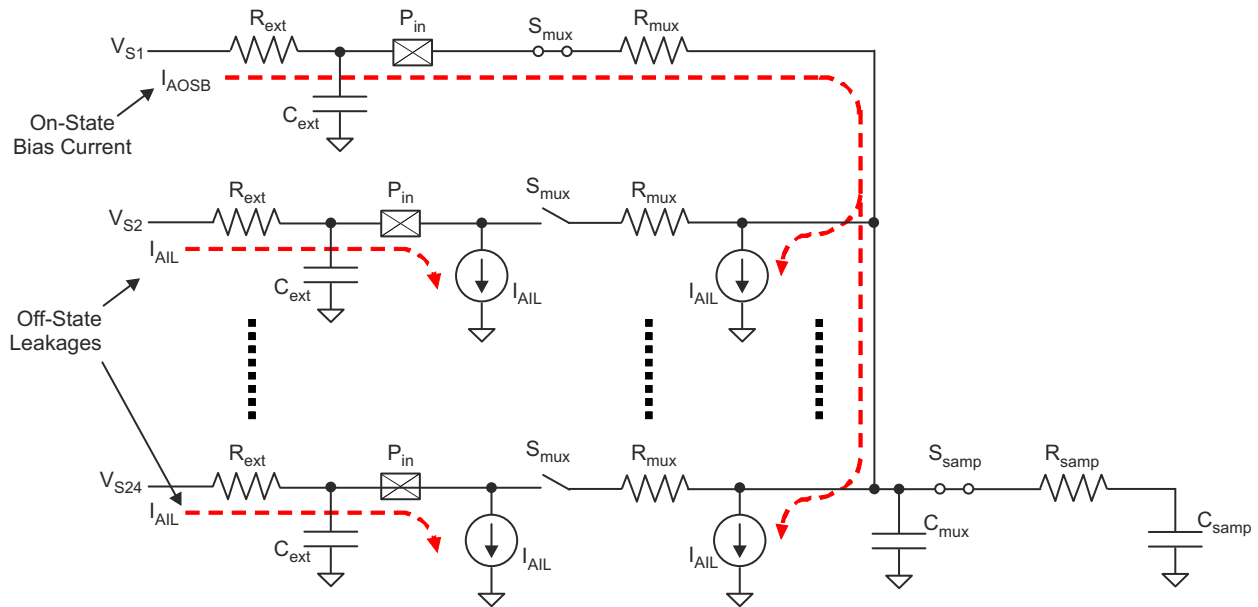 R_ext
P_in
S_mux
R_mux
V_S1
I_AOSB
C_ext
On-State
Bias Current
R_ext
P_in
S_mux
R_mux
V_S2
I_AIL
C_ext
I_AIL
I_AIL
Off-State
Leakages
R_ext
P_in
S_mux
R_mux
S_samp
R_samp
V_S24
I_AIL
C_ext
I_AIL
I_AIL
C_mux
C_samp